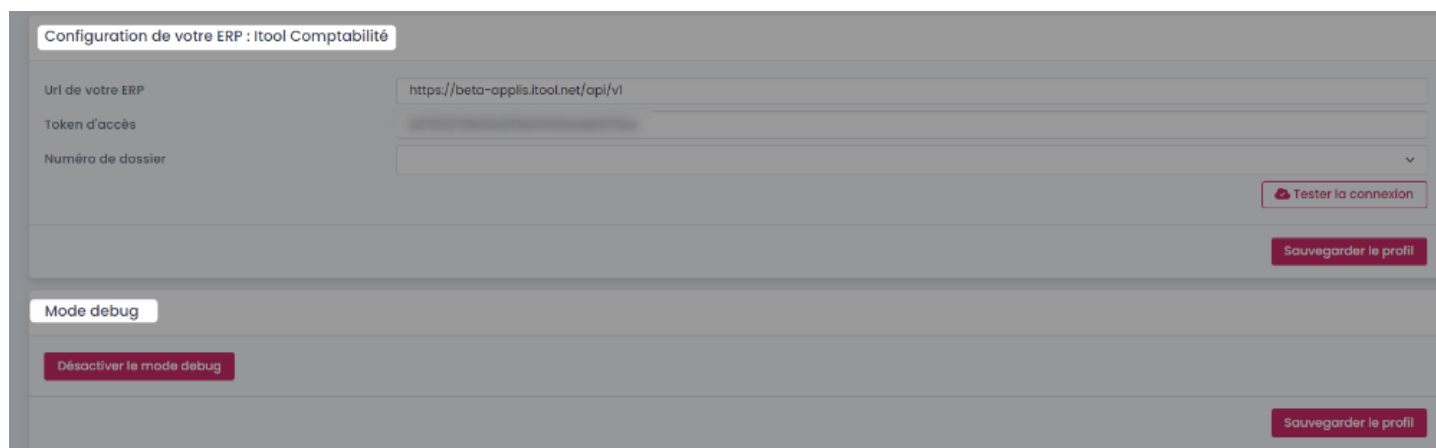 Configuration de votre ERP : Itool Comptabilité
Url de votre ERP
https://beta-applis.itool.net/api/v1
Token d'accès
Numéro de dossier
Tester la connexion
Sauvegarder le profil
Mode debug
Désactiver le mode debug
Sauvegarder le profil